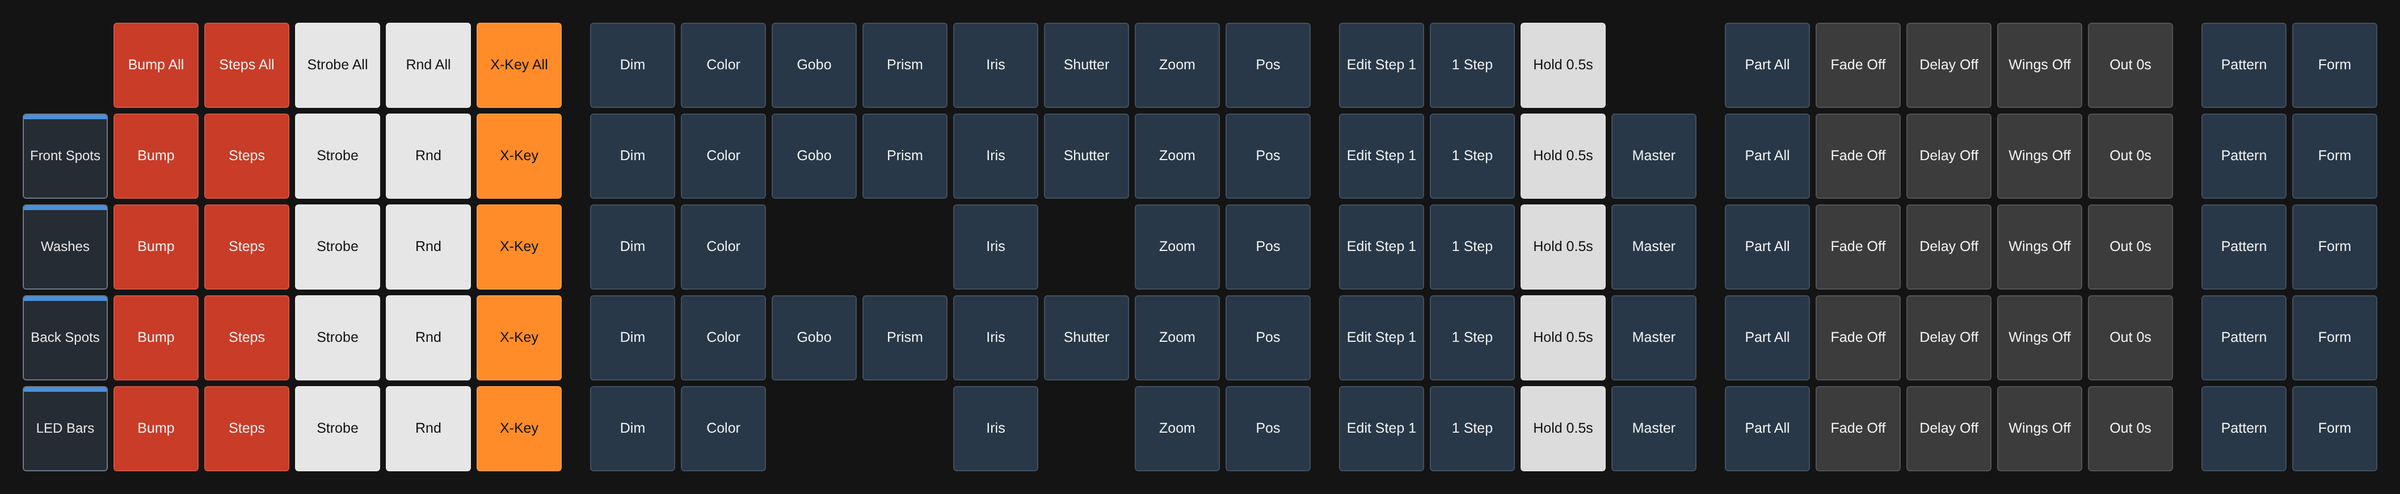 Bump All Steps All Strobe All Rnd All X-Key All Dim Color Gobo Prism Iris Shutter Zoom Pos Edit Step 1 1 Step Hold 0.5s Part All Fade Off Delay Off Wings Off Out 0s Pattern Form
Front Spots Bump Steps Strobe Rnd X-Key Dim Color Gobo Prism Iris Shutter Zoom Pos Edit Step 1 1 Step Hold 0.5s Master Part All Fade Off Delay Off Wings Off Out 0s Pattern Form
Washes Bump Steps Strobe Rnd X-Key Dim Color Iris Zoom Pos Edit Step 1 1 Step Hold 0.5s Master Part All Fade Off Delay Off Wings Off Out 0s Pattern Form
Back Spots Bump Steps Strobe Rnd X-Key Dim Color Gobo Prism Iris Shutter Zoom Pos Edit Step 1 1 Step Hold 0.5s Master Part All Fade Off Delay Off Wings Off Out 0s Pattern Form
LED Bars Bump Steps Strobe Rnd X-Key Dim Color Iris Zoom Pos Edit Step 1 1 Step Hold 0.5s Master Part All Fade Off Delay Off Wings Off Out 0s Pattern Form